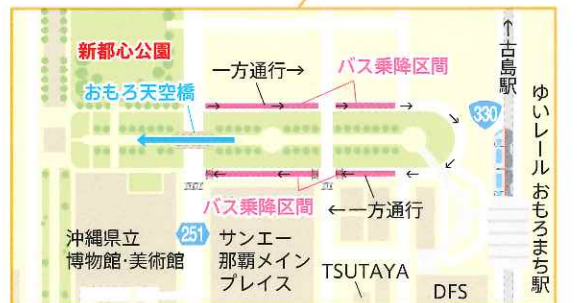 新都心公園
おもろ天空橋
一方通行→
バス乗降区間
↑古島駅
330
ゆいレール おもろまち駅
バス乗降区間
←一方通行
251
沖縄県立
博物館・美術館
サンエー
那覇メイン
プレイス
TSUTAYA
DFS